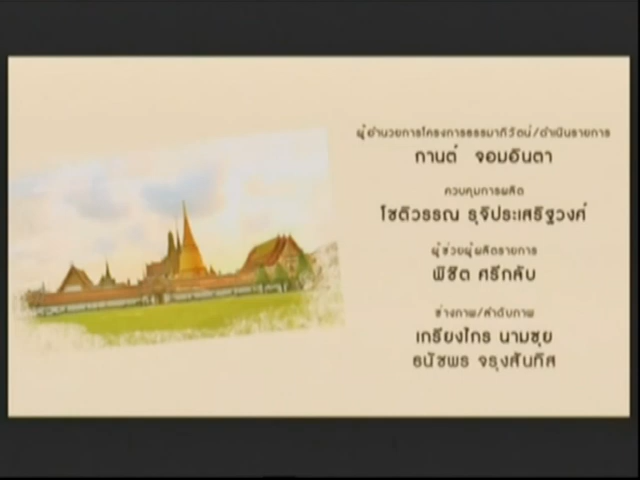 ผู้อำนวยการโครงการธรรมาภิวัตน์/ดำเนินรายการ
กานต์ จอมอินตา
ควบคุมการผลิต
โชติวรรณ รุจิประเสริฐวงศ์
ผู้ช่วยผู้ผลิตรายการ
พิชิต ศรีกลับ
ช่างภาพ/ลำดับภาพ
เกรียงไกร นามชุย
ธนัชพร จรุงสันทิส